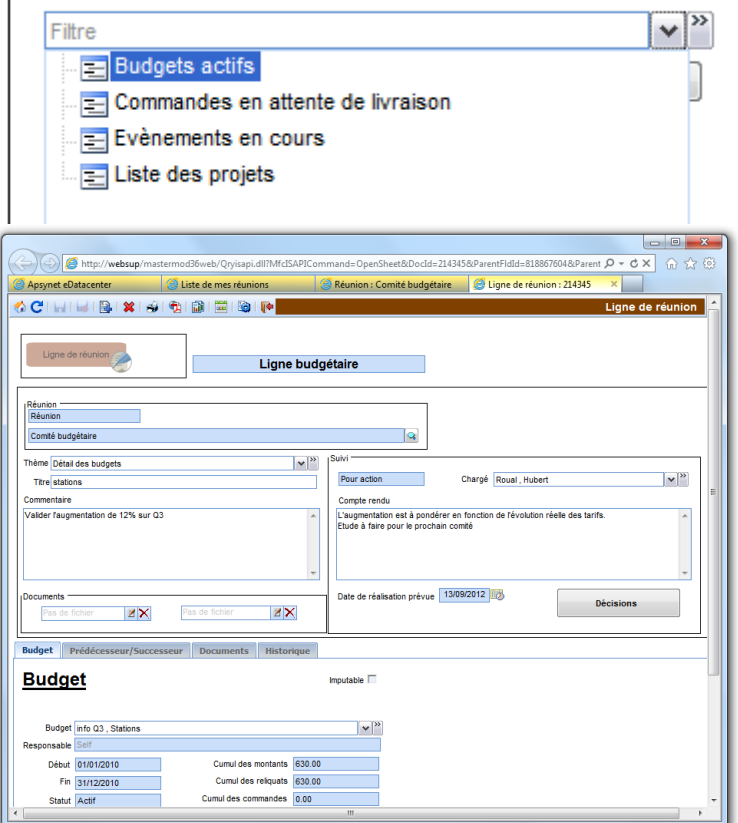 Filtre
Budgets actifs
Commandes en attente de livraison
Evènements en cours
Liste des projets
http://websup/mastermod36web/Qryisapi.dll?MfcISAPICommand=OpenSheet&DocId=214345&ParentFldId=818867604&Parent
Apsynet eDatacenter
Liste de mes réunions
Réunion : Comité budgétaire
Ligne de réunion : 214345
Ligne de réunion
Ligne de réunion
Ligne budgétaire
Réunion
Réunion
Comité budgétaire
Thème Détail des budgets
Titre stations
Commentaire
Valider l'augmentation de 12% sur Q3
Documents
Pas de fichier
Pas de fichier
Suivi
Pour action
Chargé Roual , Hubert
Compte rendu
L'augmentation est à pondérer en fonction de l'évolution réelle des tarifs.
Etude à faire pour le prochain comité
Date de réalisation prévue 13/09/2012
Décisions
Budget Prédécesseur/Successeur Documents Historique
Budget
Imputable
Budget info Q3 , Stations
Responsable Self
Début 01/01/2010 Cumul des montants 630.00
Fin 31/12/2010 Cumul des reliquats 630.00
Statut Actif Cumul des commandes 0.00